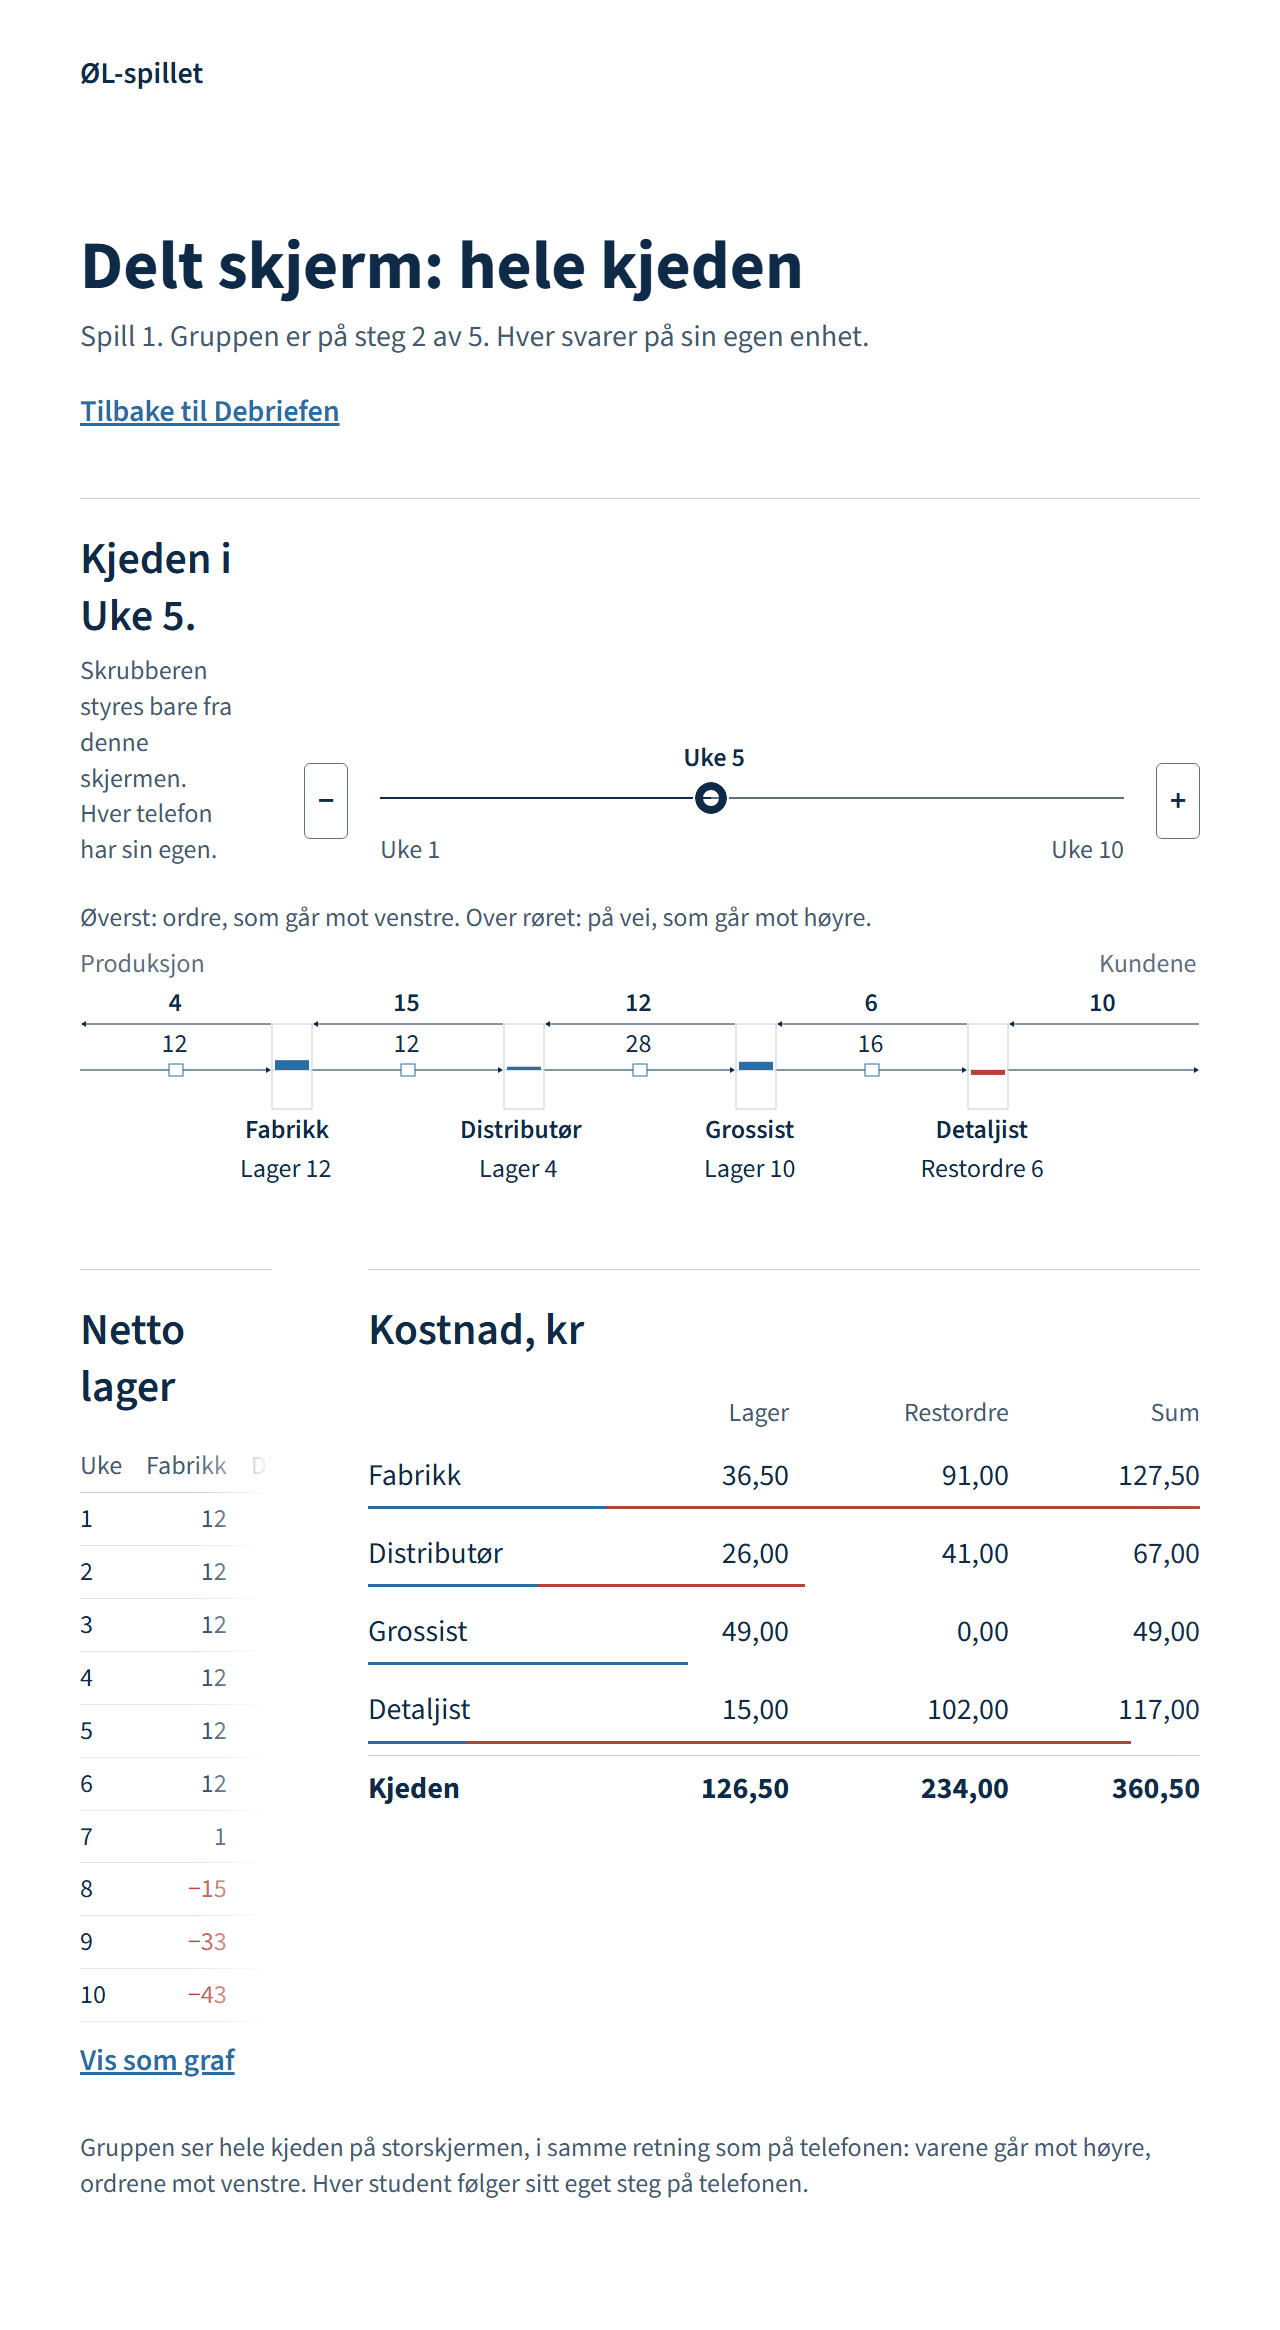 ØL-spillet
Delt skjerm: hele kjeden
Spill 1. Gruppen er på steg 2 av 5. Hver svarer på sin egen enhet.
Tilbake til Debriefen
Kjeden i
Uke 5.
Skrubberen
styres bare fra
denne
skjermen.
Hver telefon
har sin egen.
−
Uke 5
+
Uke 1
Uke 10
Øverst: ordre, som går mot venstre. Over røret: på vei, som går mot høyre.
Produksjon
Kundene
4 15 12 6 10
12 12 28 16
Fabrikk Distributør Grossist Detaljist
Lager 12 Lager 4 Lager 10 Restordre 6
Netto
lager
Uke Fabrikk D
1 12
2 12
3 12
4 12
5 12
6 12
7 1
8 −15
9 −33
10 −43
Vis som graf
Kostnad, kr
Lager Restordre Sum
Fabrikk 36,50 91,00 127,50
Distributør 26,00 41,00 67,00
Grossist 49,00 0,00 49,00
Detaljist 15,00 102,00 117,00
Kjeden 126,50 234,00 360,50
Gruppen ser hele kjeden på storskjermen, i samme retning som på telefonen: varene går mot høyre,
ordrene mot venstre. Hver student følger sitt eget steg på telefonen.